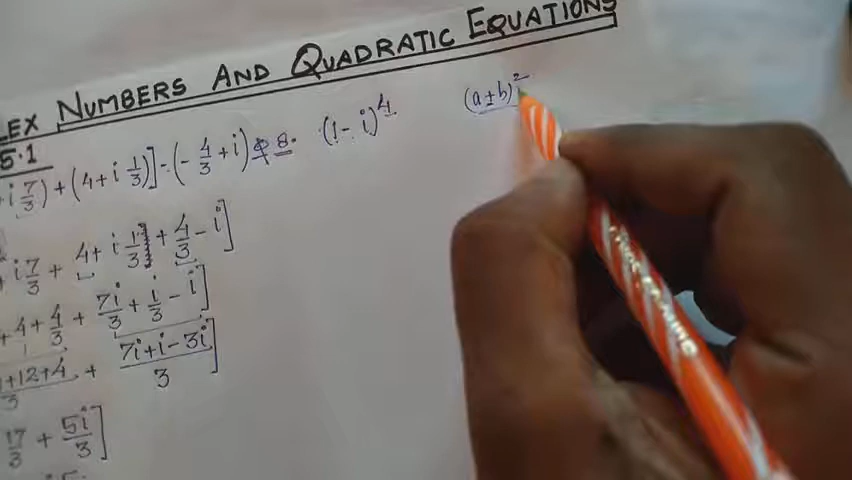 LEX NUMBERS AND QUADRATIC EQUATIONS
5.1
(a±b)²
i 7/3) + (4 + i 1/3)] - (-4/3 + i)
8. (1 - i)⁴
+ i 7/3 + 4 + i 1/3] + 4/3 - i]
+ 4 + 4/3 + 7i/3 + i/3 - i]
1+12+4/3 + 7i+i-3i/3]
17/3 + 5i/3]